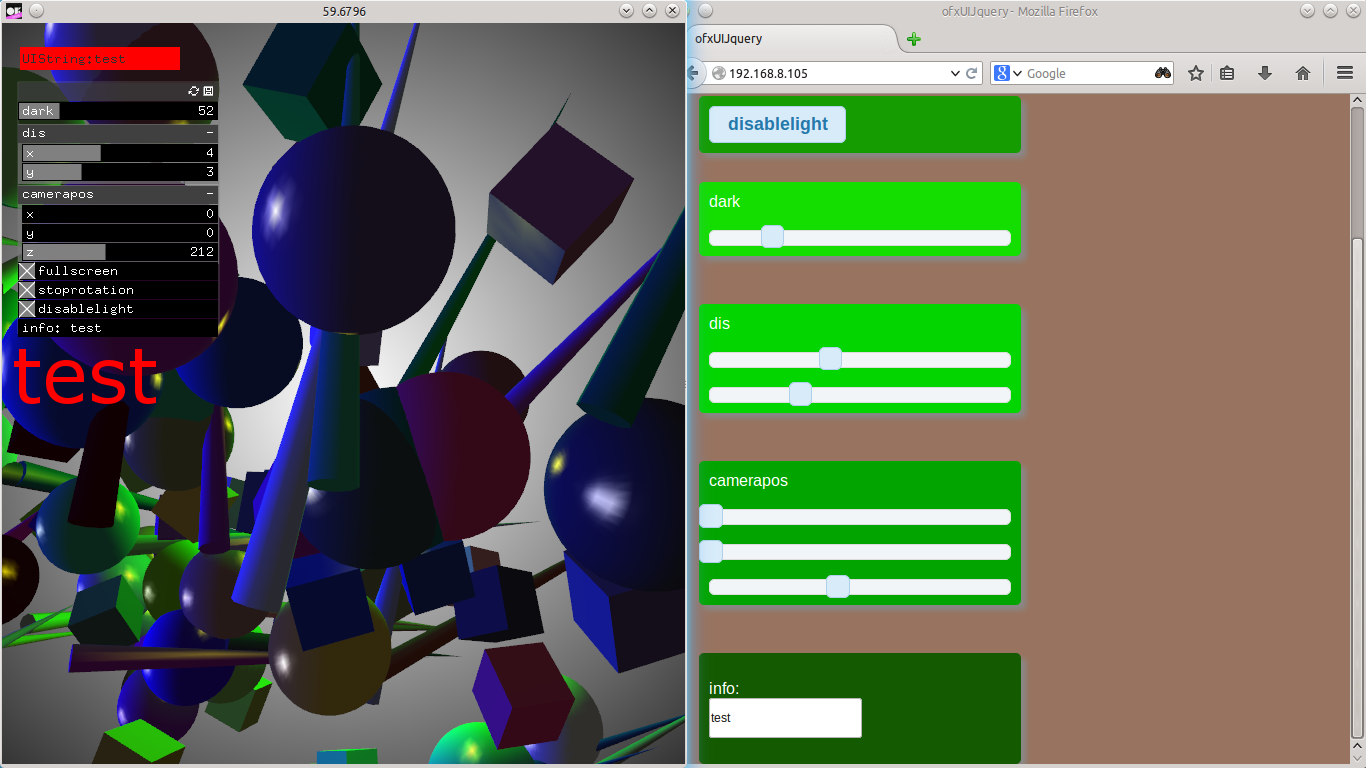 59.6796
UIString:test
dark 52
dis -
x 4
y 3
camerapos -
x 0
y 0
z 212
fullscreen
stoprotation
disablelight
info: test
test
ofxUIJquery - Mozilla Firefox
ofxUIJquery
192.168.8.105
Google
disablelight
dark
dis
camerapos
info:
test